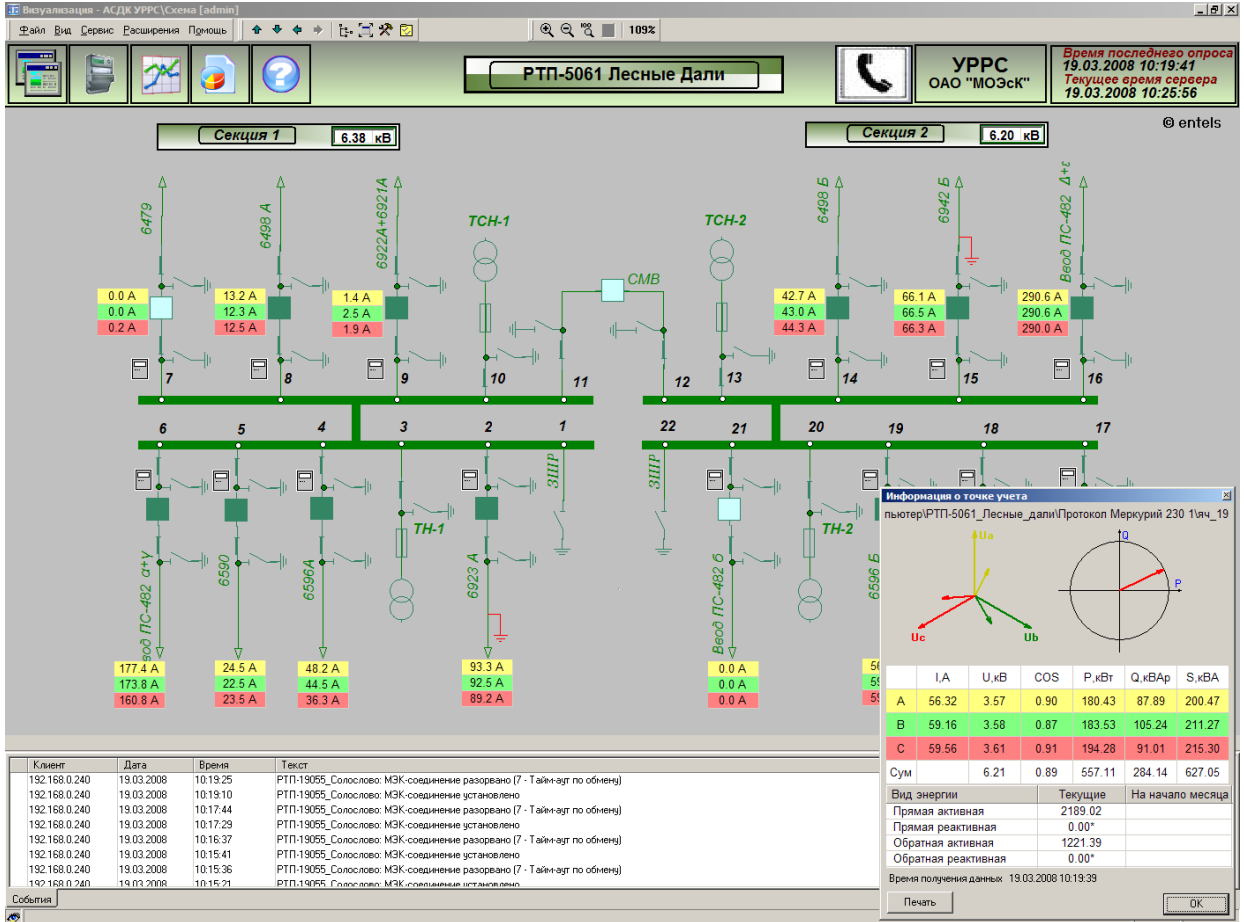 Визуализация - АСДК УРРС\Схема [admin]
Файл Вид Сервис Расширения Помощь
109%
РТП-5061 Лесные Дали
УРРС
ОАО "МОЭсК"
Время последнего опроса
19.03.2008 10:19:41
Текущее время сервера
19.03.2008 10:25:56
© entels
Секция 1 6.38 кВ
Секция 2 6.20 кВ
6479
6498 А
6922А+6921А
ТСН-1
СМВ
ТСН-2
6498 Б
6942 Б
Ввод ПС-482 Д+ε
0.0 А
0.0 А
0.2 А
13.2 А
12.3 А
12.5 А
1.4 А
2.5 А
1.9 А
42.7 А
43.0 А
44.3 А
66.1 А
66.5 А
66.3 А
290.6 А
290.6 А
290.0 А
7 8 9 10 11 12 13 14 15 16
6 5 4 3 2 1 22 21 20 19 18 17
ЗШР
ЗШР
ТН-1
ТН-2
вод ПС-482 α+γ
6590
6596А
6923 А
Ввод ПС-482 б
6596 Б
177.4 А
173.8 А
160.8 А
24.5 А
22.5 А
23.5 А
48.2 А
44.5 А
36.3 А
93.3 А
92.5 А
89.2 А
0.0 А
0.0 А
0.0 А
Информация о точке учета
пьютер\РТП-5061_Лесные_дали\Протокол Меркурий 230 1\яч_19
Ua
Uc
Ub
Q
P
I,А U,кВ COS P,кВт Q,кВАр S,кВА
A 56.32 3.57 0.90 180.43 87.89 200.47
B 59.16 3.58 0.87 183.53 105.24 211.27
C 59.56 3.61 0.91 194.28 91.01 215.30
Сум 6.21 0.89 557.11 284.14 627.05
Вид энергии Текущие На начало месяца
Прямая активная 2189.02
Прямая реактивная 0.00*
Обратная активная 1221.39
Обратная реактивная 0.00*
Время получения данных 19.03.2008 10:19:39
Печать
OK
Клиент Дата Время Текст
192.168.0.240 19.03.2008 10:19:25 РТП-19055_Солослово: МЭК-соединение разорвано (7 - Тайм-аут по обмену)
192.168.0.240 19.03.2008 10:19:10 РТП-19055_Солослово: МЭК-соединение установлено
192.168.0.240 19.03.2008 10:17:44 РТП-19055_Солослово: МЭК-соединение разорвано (7 - Тайм-аут по обмену)
192.168.0.240 19.03.2008 10:17:29 РТП-19055_Солослово: МЭК-соединение установлено
192.168.0.240 19.03.2008 10:16:37 РТП-19055_Солослово: МЭК-соединение разорвано (7 - Тайм-аут по обмену)
192.168.0.240 19.03.2008 10:15:41 РТП-19055_Солослово: МЭК-соединение установлено
192.168.0.240 19.03.2008 10:15:36 РТП-19055_Солослово: МЭК-соединение разорвано (7 - Тайм-аут по обмену)
192.168.0.240 19.03.2008 10:15:21 РТП-19055_Солослово: МЭК-соединение установлено
События